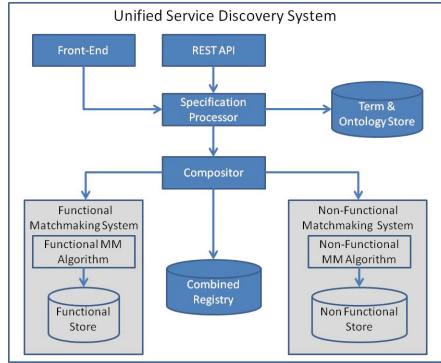 Unified Service Discovery System
Front-End
REST API
Specification
Processor
Term &
Ontology Store
Compositor
Functional
Matchmaking System
Functional MM
Algorithm
Functional
Store
Combined
Registry
Non-Functional
Matchmaking System
Non-Functional
MM Algorithm
Non Functional
Store